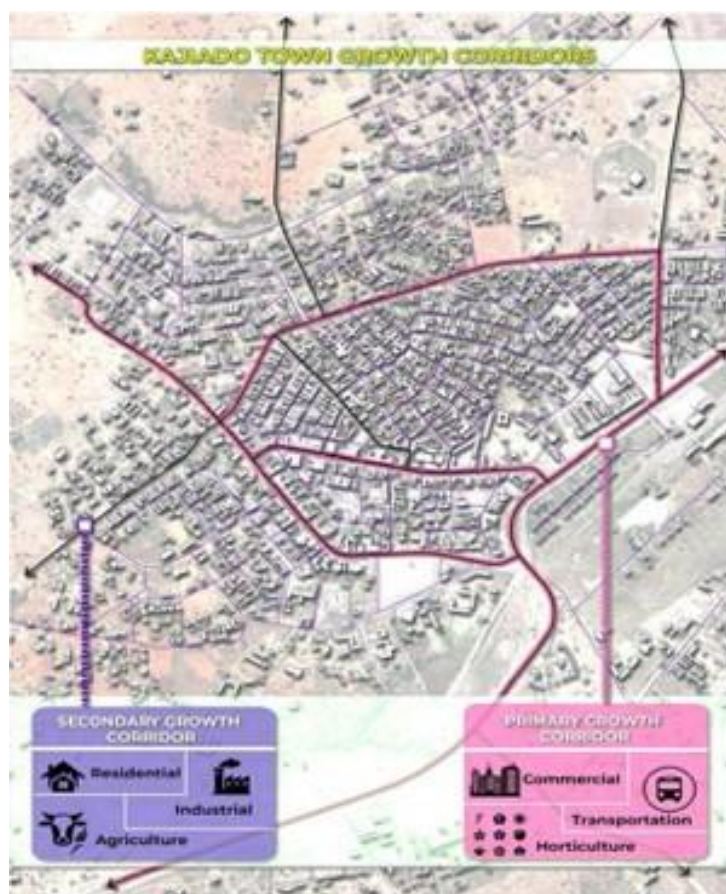 KAJIADO TOWN GROWTH CORRIDORS
SECONDARY GROWTH
CORRIDOR
Residential
Industrial
Agriculture
PRIMARY GROWTH
CORRIDOR
Commercial
Transportation
Horticulture